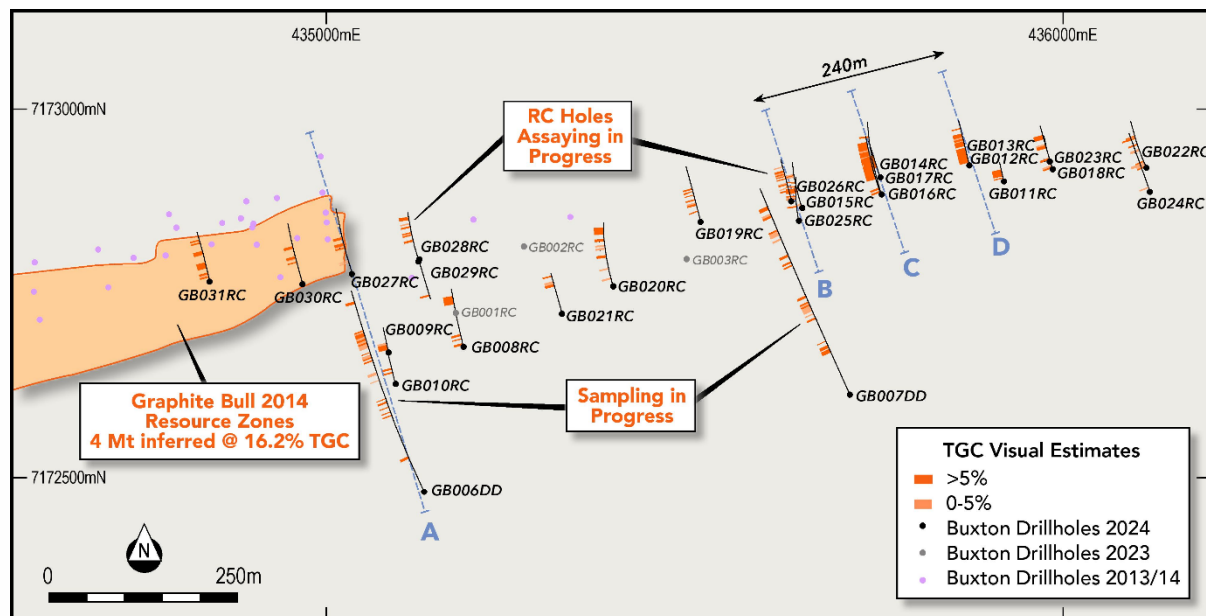 435000mE
436000mE
7173000mN
240m
RC Holes
Assaying in
Progress
GB013RC
GB012RC
GB014RC
GB017RC
GB016RC
GB011RC
GB023RC
GB018RC
GB022RC
GB024RC
GB026RC
GB015RC
GB025RC
GB019RC
GB028RC
GB029RC
GB002RC
GB003RC
GB031RC
GB030RC
GB027RC
GB020RC
GB001RC
GB021RC
B
C
D
GB009RC
GB008RC
GB010RC
Graphite Bull 2014
Resource Zones
4 Mt inferred @ 16.2% TGC
Sampling in
Progress
GB007DD
7172500mN
GB006DD
A
N
0
250m
TGC Visual Estimates
>5%
0-5%
Buxton Drillholes 2024
Buxton Drillholes 2023
Buxton Drillholes 2013/14